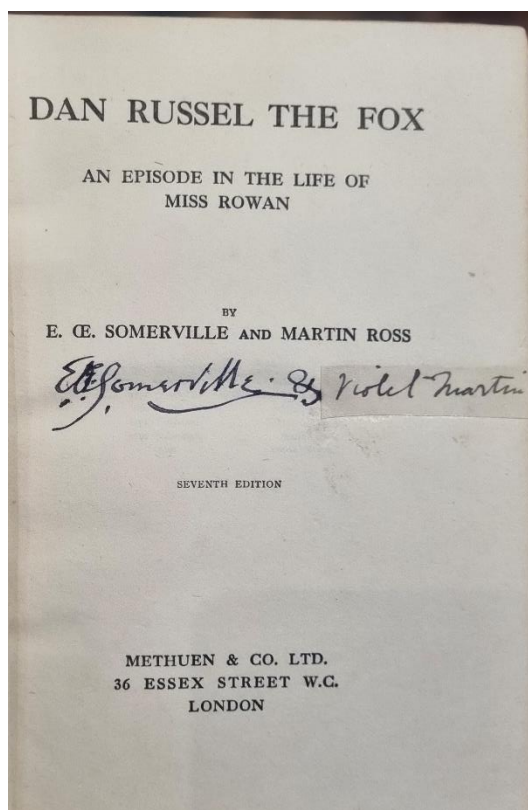 DAN RUSSEL THE FOX
AN EPISODE IN THE LIFE OF
MISS ROWAN
BY
E. Œ. SOMERVILLE AND MARTIN ROSS
E.Œ.Somerville. & Violet Martin
SEVENTH EDITION
METHUEN & CO. LTD.
36 ESSEX STREET W.C.
LONDON